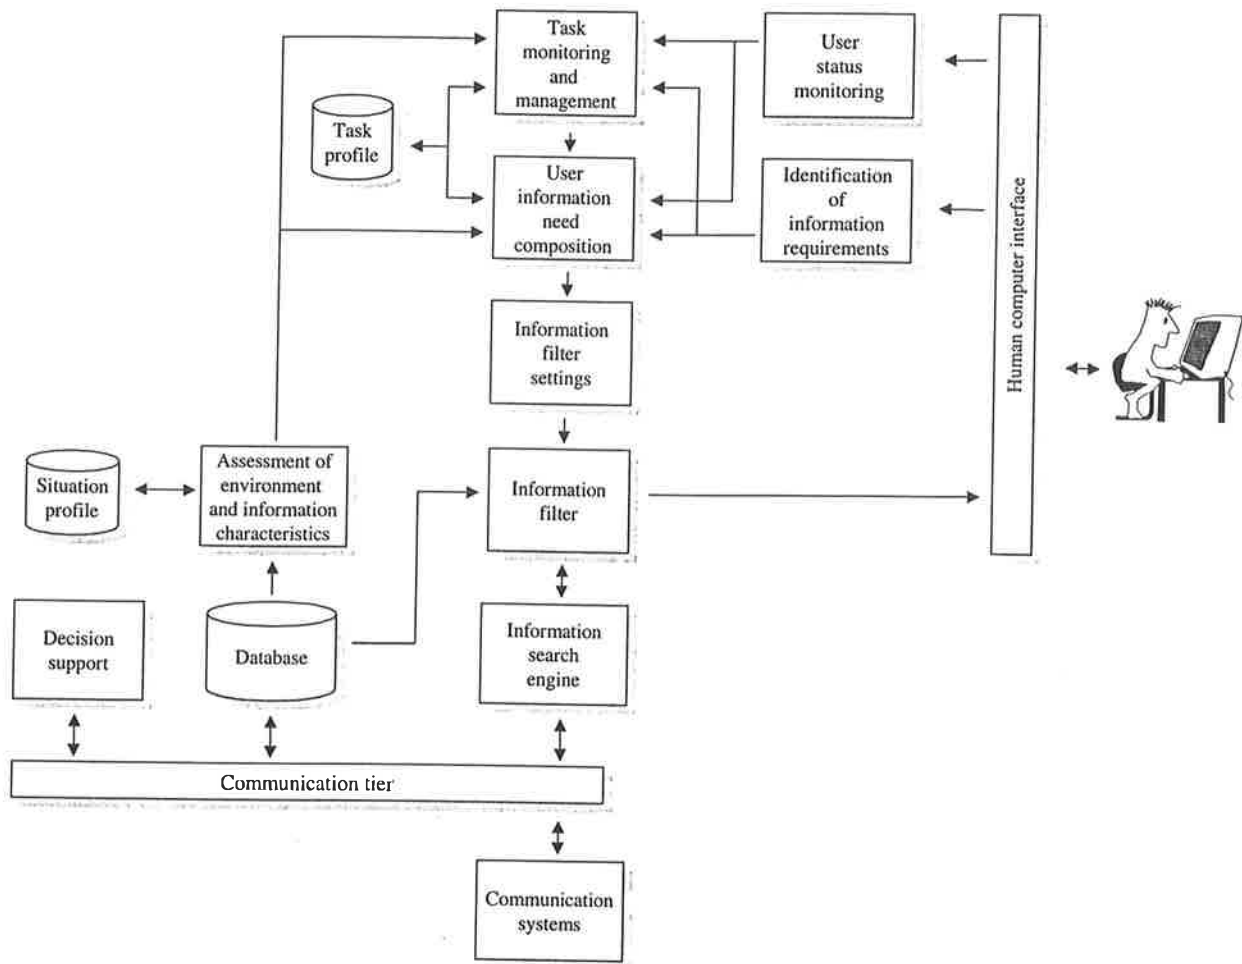 Task
monitoring
and
management
User
status
monitoring
Task
profile
User
information
need
composition
Identification
of
information
requirements
Human computer interface
Information
filter
settings
Situation
profile
Assessment of
environment
and information
characteristics
Information
filter
Decision
support
Database
Information
search
engine
Communication tier
Communication
systems